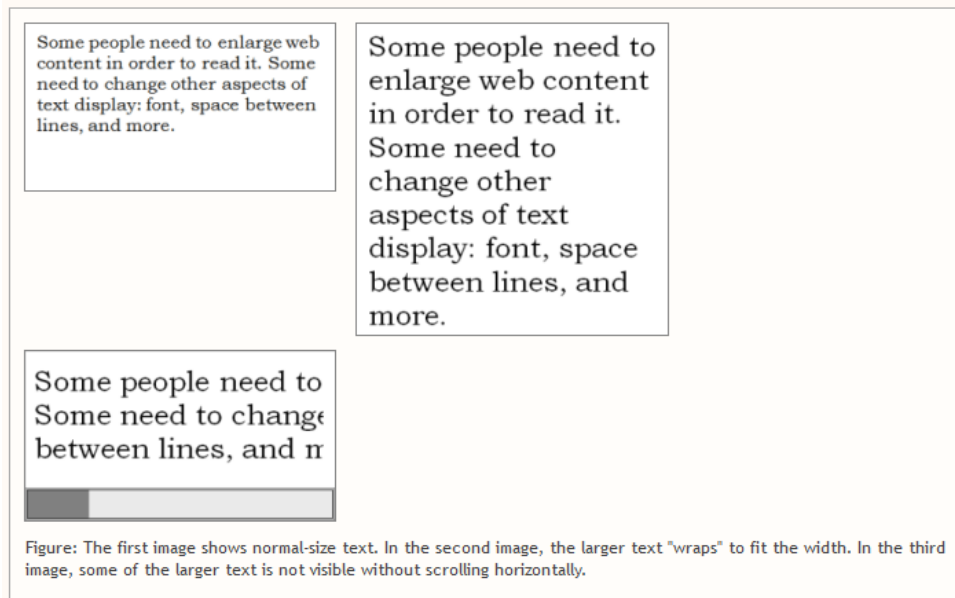 Some people need to enlarge web
content in order to read it. Some
need to change other aspects of
text display: font, space between
lines, and more.
Some people need to
enlarge web content
in order to read it.
Some need to
change other
aspects of text
display: font, space
between lines, and
more.
Some people need to
Some need to change
between lines, and m
Figure: The first image shows normal-size text. In the second image, the larger text "wraps" to fit the width. In the third
image, some of the larger text is not visible without scrolling horizontally.